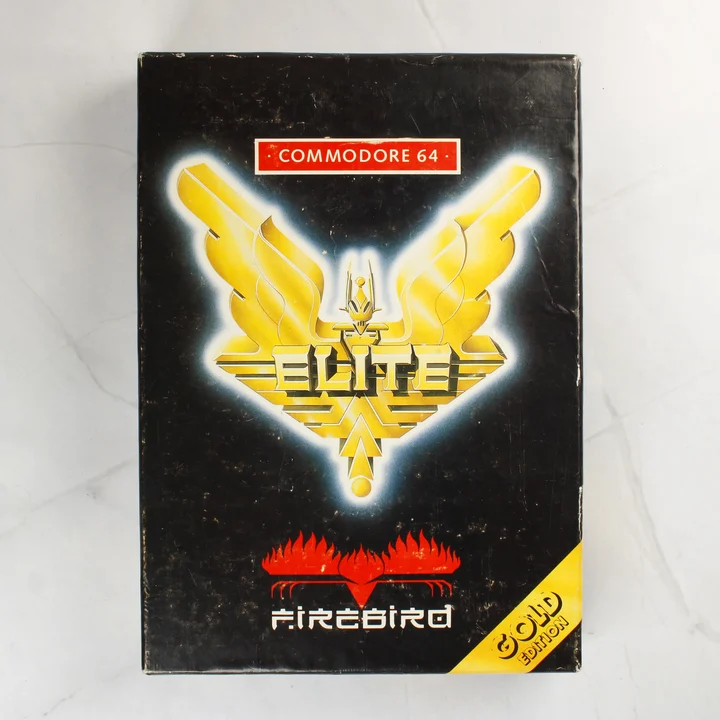 · COMMODORE 64 ·
ELITE
FIREBIRD
GOLD
EDITION